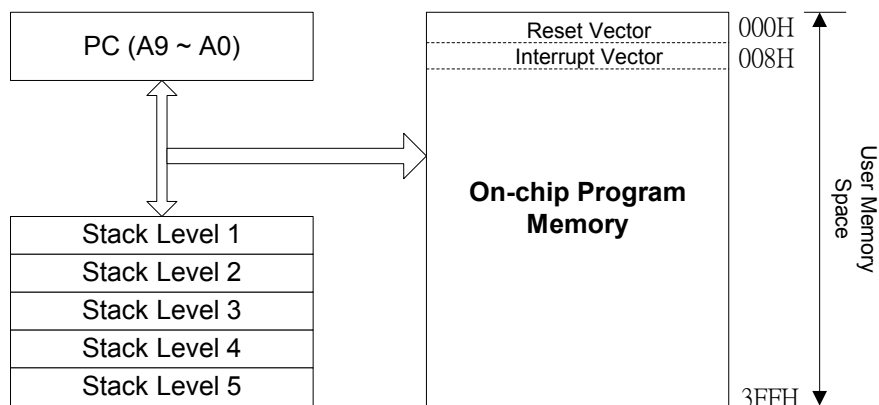 PC (A9 ~ A0)
Reset Vector
000H
Interrupt Vector
008H
On-chip Program
Memory
User Memory
Space
Stack Level 1
Stack Level 2
Stack Level 3
Stack Level 4
Stack Level 5
3FFH